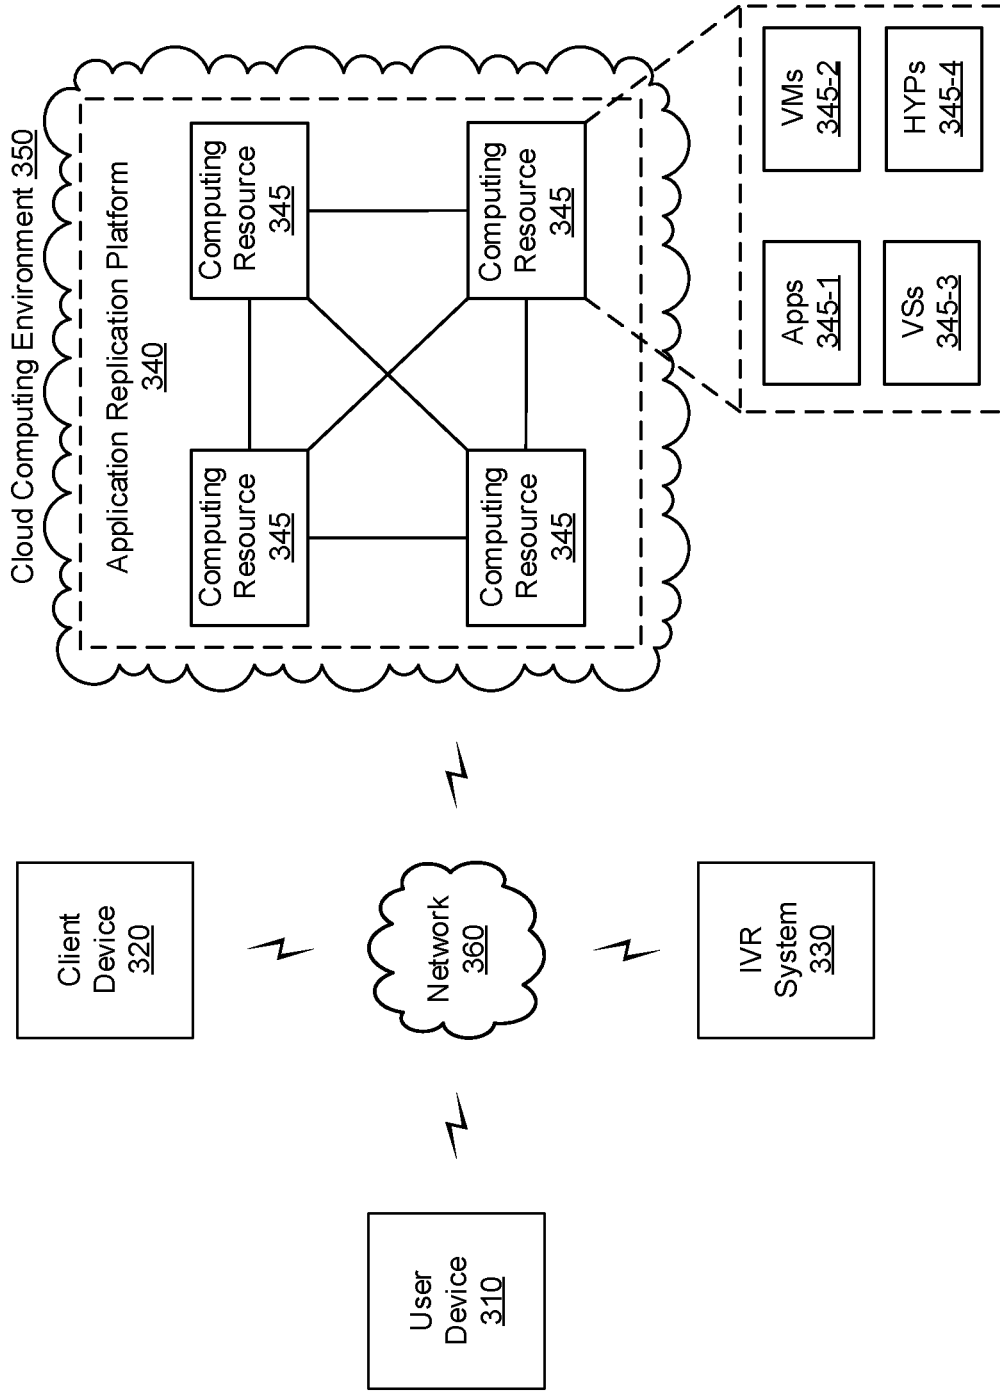 Cloud Computing Environment 350
Application Replication Platform
340
Computing
Resource
345
Computing
Resource
345
Computing
Resource
345
Computing
Resource
345
Apps
345-1
VMs
345-2
VSs
345-3
HYPs
345-4
Client
Device
320
Network
360
User
Device
310
IVR
System
330